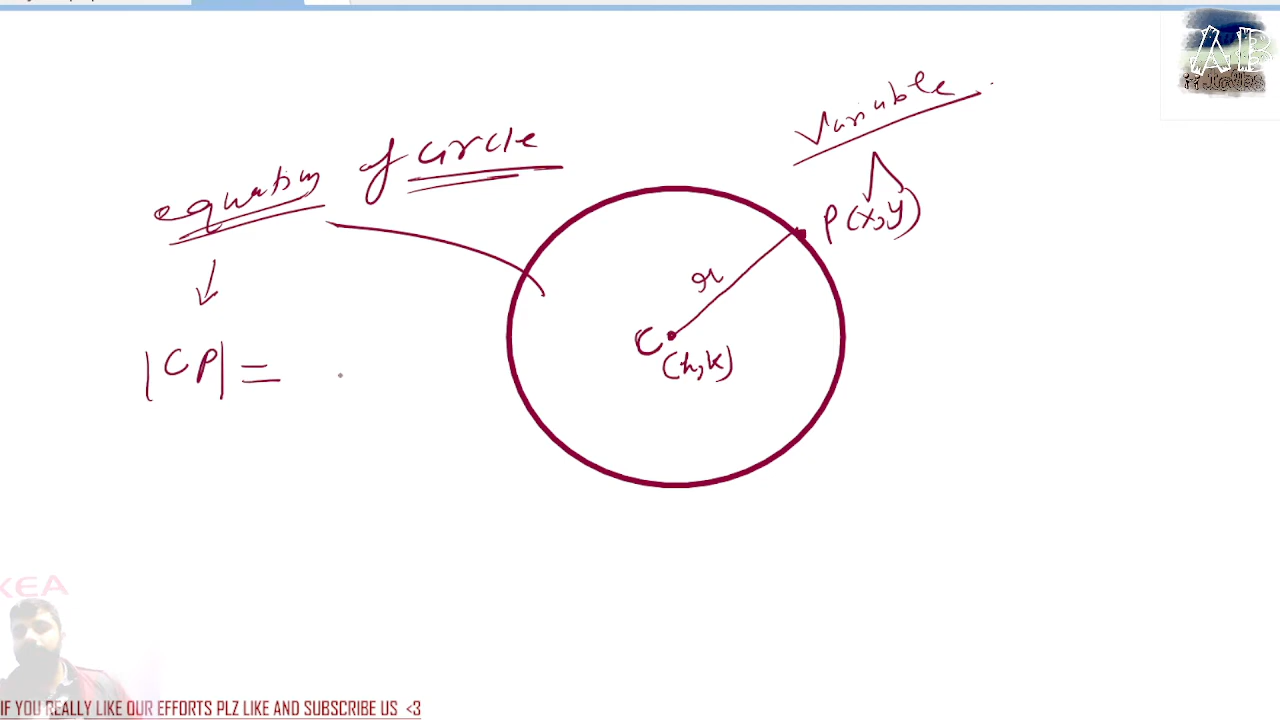 Variable
equation of circle
P(x,y)
r
C
(h,k)
|CP| =
IF YOU REALLY LIKE OUR EFFORTS PLZ LIKE AND SUBSCRIBE US <3